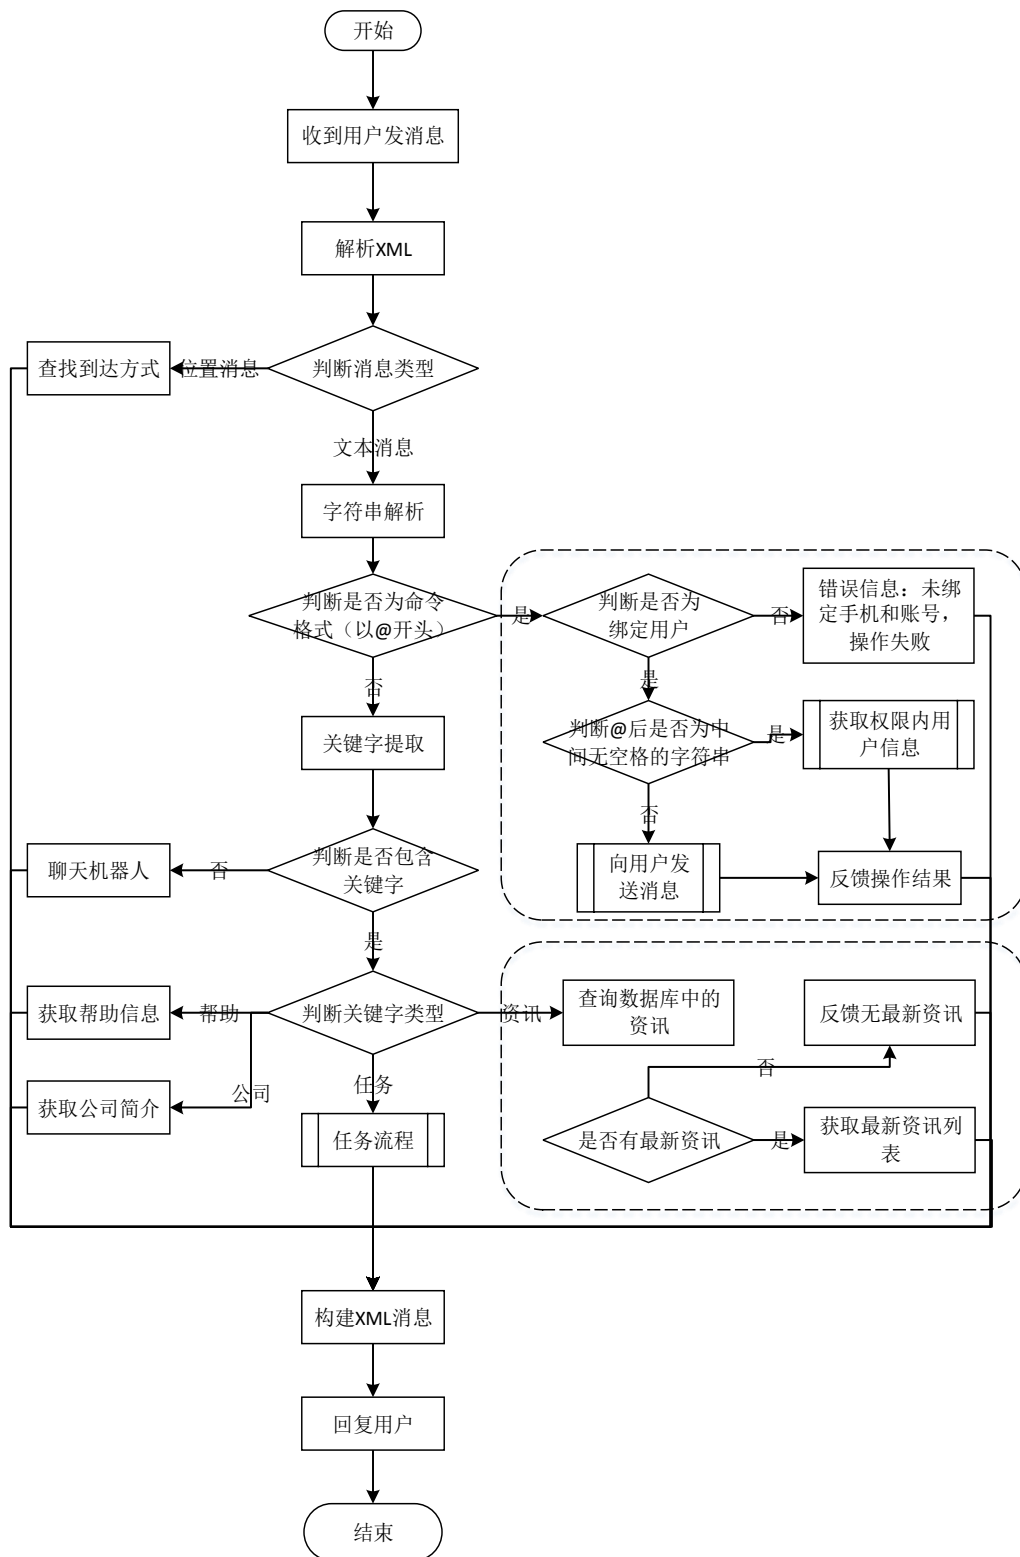 开始
收到用户发消息
解析XML
查找到达方式
位置消息
判断消息类型
文本消息
字符串解析
判断是否为命令
格式（以@开头）
是
判断是否为
绑定用户
否
错误信息：未绑
定手机和账号，
操作失败
否
是
关键字提取
判断@后是否为中
间无空格的字符串
是
获取权限内用
户信息
否
聊天机器人
否
判断是否包含
关键字
向用户发
送消息
反馈操作结果
是
获取帮助信息
帮助
判断关键字类型
资讯
查询数据库中的
资讯
反馈无最新资讯
否
获取公司简介
公司
任务
任务流程
是否有最新资讯
是
获取最新资讯列
表
构建XML消息
回复用户
结束